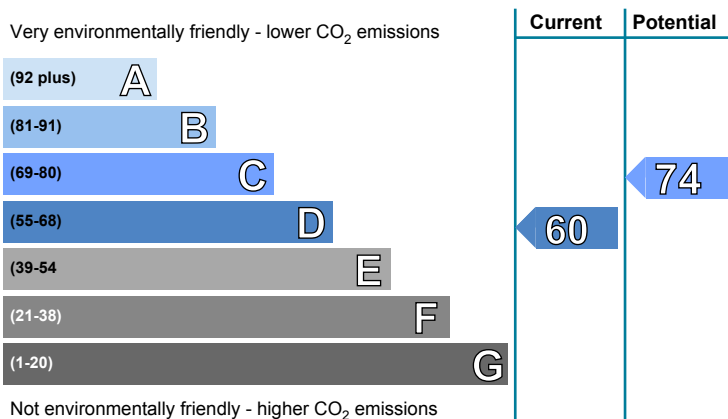 Current Potential
Very environmentally friendly - lower CO2 emissions
(92 plus) A
(81-91) B
(69-80) C
74
(55-68) D
60
(39-54 E
(21-38) F
(1-20) G
Not environmentally friendly - higher CO2 emissions